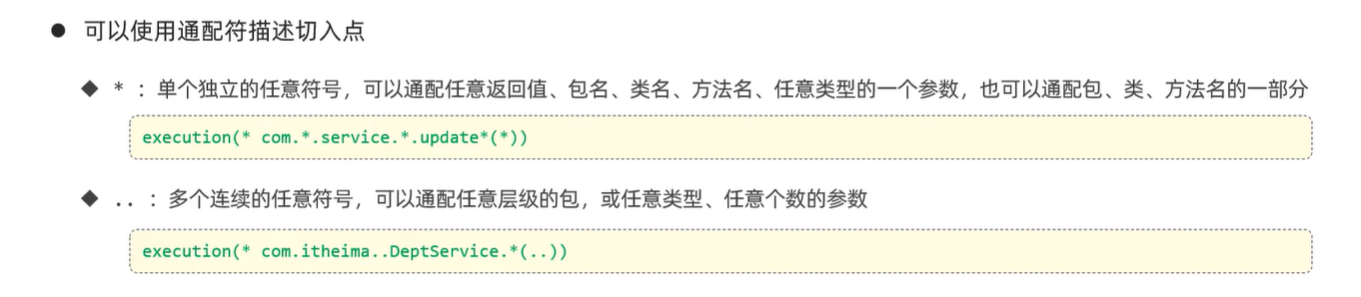 ● 可以使用通配符描述切入点
◆ * ：单个独立的任意符号，可以通配任意返回值、包名、类名、方法名、任意类型的一个参数，也可以通配包、类、方法名的一部分
execution(* com.*.service.*.update*(*))
◆ .. ：多个连续的任意符号，可以通配任意层级的包，或任意类型、任意个数的参数
execution(* com.itheima..DeptService.*(..))